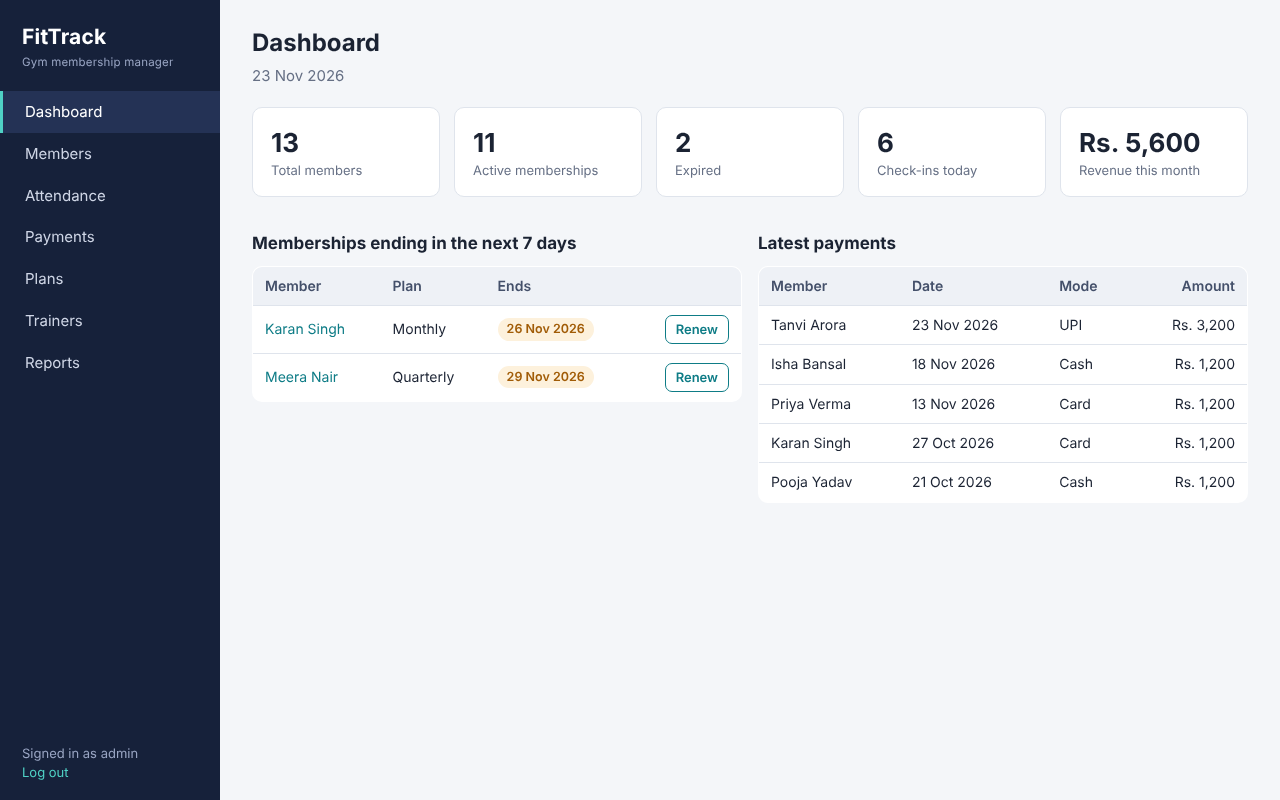 FitTrack
Gym membership manager
Dashboard
Members
Attendance
Payments
Plans
Trainers
Reports
Signed in as admin
Log out
Dashboard
23 Nov 2026
13
Total members
11
Active memberships
2
Expired
6
Check-ins today
Rs. 5,600
Revenue this month
Memberships ending in the next 7 days
Member Plan Ends
Karan Singh Monthly 26 Nov 2026 Renew
Meera Nair Quarterly 29 Nov 2026 Renew
Latest payments
Member Date Mode Amount
Tanvi Arora 23 Nov 2026 UPI Rs. 3,200
Isha Bansal 18 Nov 2026 Cash Rs. 1,200
Priya Verma 13 Nov 2026 Card Rs. 1,200
Karan Singh 27 Oct 2026 Card Rs. 1,200
Pooja Yadav 21 Oct 2026 Cash Rs. 1,200